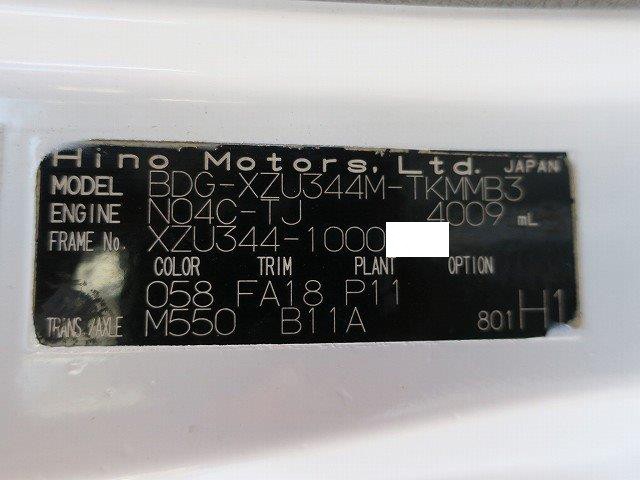 Hino Motors, Ltd. JAPAN
MODEL BDG-XZU344M-TKMMB3
ENGINE N04C-TJ 4009 mL
FRAME No. XZU344-1000
COLOR TRIM PLANT OPTION
058 FA18 P11
TRANS./AXLE M550 B11A 801 H1